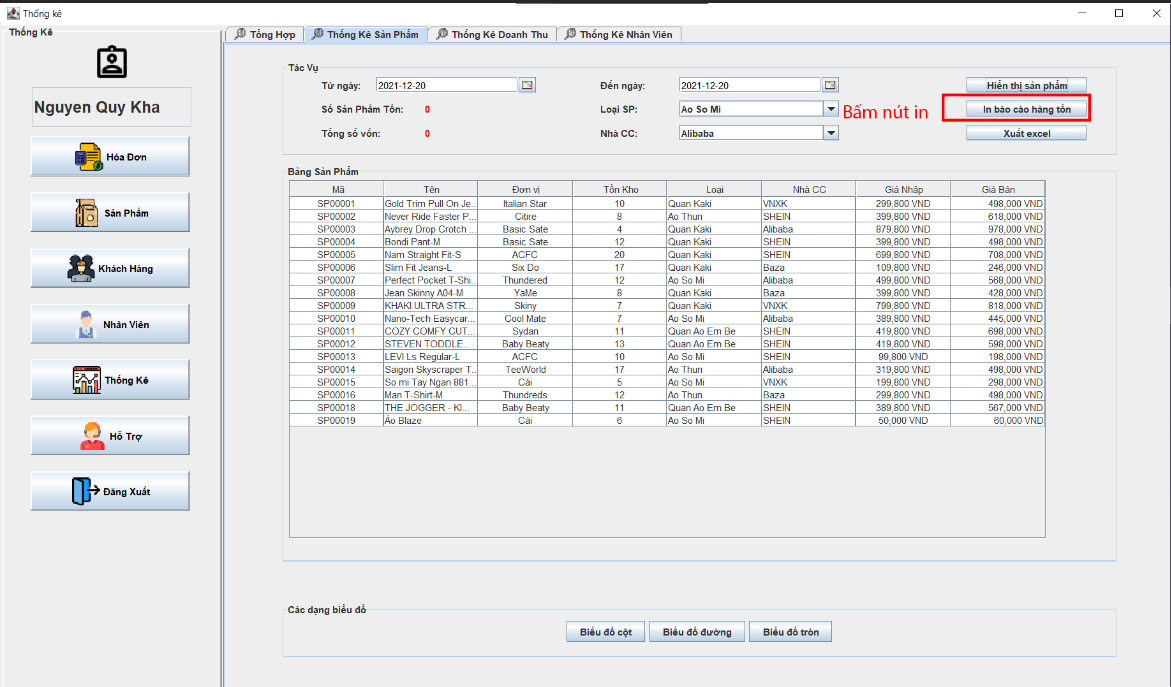 Thống kê
Thống Kê
Nguyen Quy Kha
Hóa Dơn
Sản Phẩm
Khách Hàng
Nhân Viên
Thống Kê
Hỗ Trợ
Đăng Xuất
Tổng Hợp
Thống Kê Sản Phẩm
Thống Kê Doanh Thu
Thống Kê Nhân Viên
Tác Vụ
Từ ngày: 2021-12-20 Đến ngày: 2021-12-20 Hiển thị sản phẩm
Số Sản Phẩm Tồn: 0 Loại SP: Ao So Mi Bấm nút in In báo cáo hàng tồn
Tổng số vốn: 0 Nhà CC: Alibaba Xuất excel
Bảng Sản Phẩm
Mã Tên Đơn vị Tồn Kho Loại Nhà CC Giá Nhập Giá Bán
SP00001 Gold Trim Pull On Je... Italian Star 10 Quan Kaki VNXK 299,800 VND 498,000 VND
SP00002 Never Ride Faster P... Citire 8 Ao Thun SHEIN 399,800 VND 618,000 VND
SP00003 Aybrey Drop Crotch ... Basic Sate 4 Quan Kaki Alibaba 879,800 VND 978,000 VND
SP00004 Bondi Pant-M Basic Sate 12 Quan Kaki SHEIN 399,800 VND 498,000 VND
SP00005 Nam Straight Fit-S ACFC 20 Quan Kaki SHEIN 699,800 VND 708,000 VND
SP00006 Slim Fit Jeans-L Six Do 17 Quan Kaki Baza 109,800 VND 246,000 VND
SP00007 Perfect Pocket T-Shi... Thundered 12 Ao So Mi Alibaba 499,800 VND 568,000 VND
SP00008 Jean Skinny A04-M YaMe 8 Quan Kaki Baza 399,800 VND 428,000 VND
SP00009 KHAKI ULTRA STR... Skiny 7 Quan Kaki VNXK 799,800 VND 818,000 VND
SP00010 Nano-Tech Easycar... Cool Mate 7 Ao So Mi Alibaba 389,800 VND 445,000 VND
SP00011 COZY COMFY CUT... Sydan 11 Quan Ao Em Be SHEIN 419,800 VND 698,000 VND
SP00012 STEVEN TODDLE... Baby Beaty 13 Quan Ao Em Be SHEIN 419,800 VND 598,000 VND
SP00013 LEVI Ls Regular-L ACFC 10 Ao So Mi SHEIN 99,800 VND 198,000 VND
SP00014 Saigon Skyscraper T... TeeWorld 17 Ao Thun Alibaba 319,800 VND 498,000 VND
SP00015 So mi Tay Ngan 881... Cái 5 Ao So Mi VNXK 199,800 VND 298,000 VND
SP00016 Man T-Shirt-M Thundreds 12 Ao Thun Baza 299,800 VND 498,000 VND
SP00018 THE JOGGER - KI... Baby Beaty 11 Quan Ao Em Be SHEIN 389,800 VND 567,000 VND
SP00019 Áo Blaze Cái 6 Ao So Mi SHEIN 50,000 VND 60,000 VND
Các dạng biểu đồ
Biểu đồ cột Biểu đồ đường Biểu đồ tròn